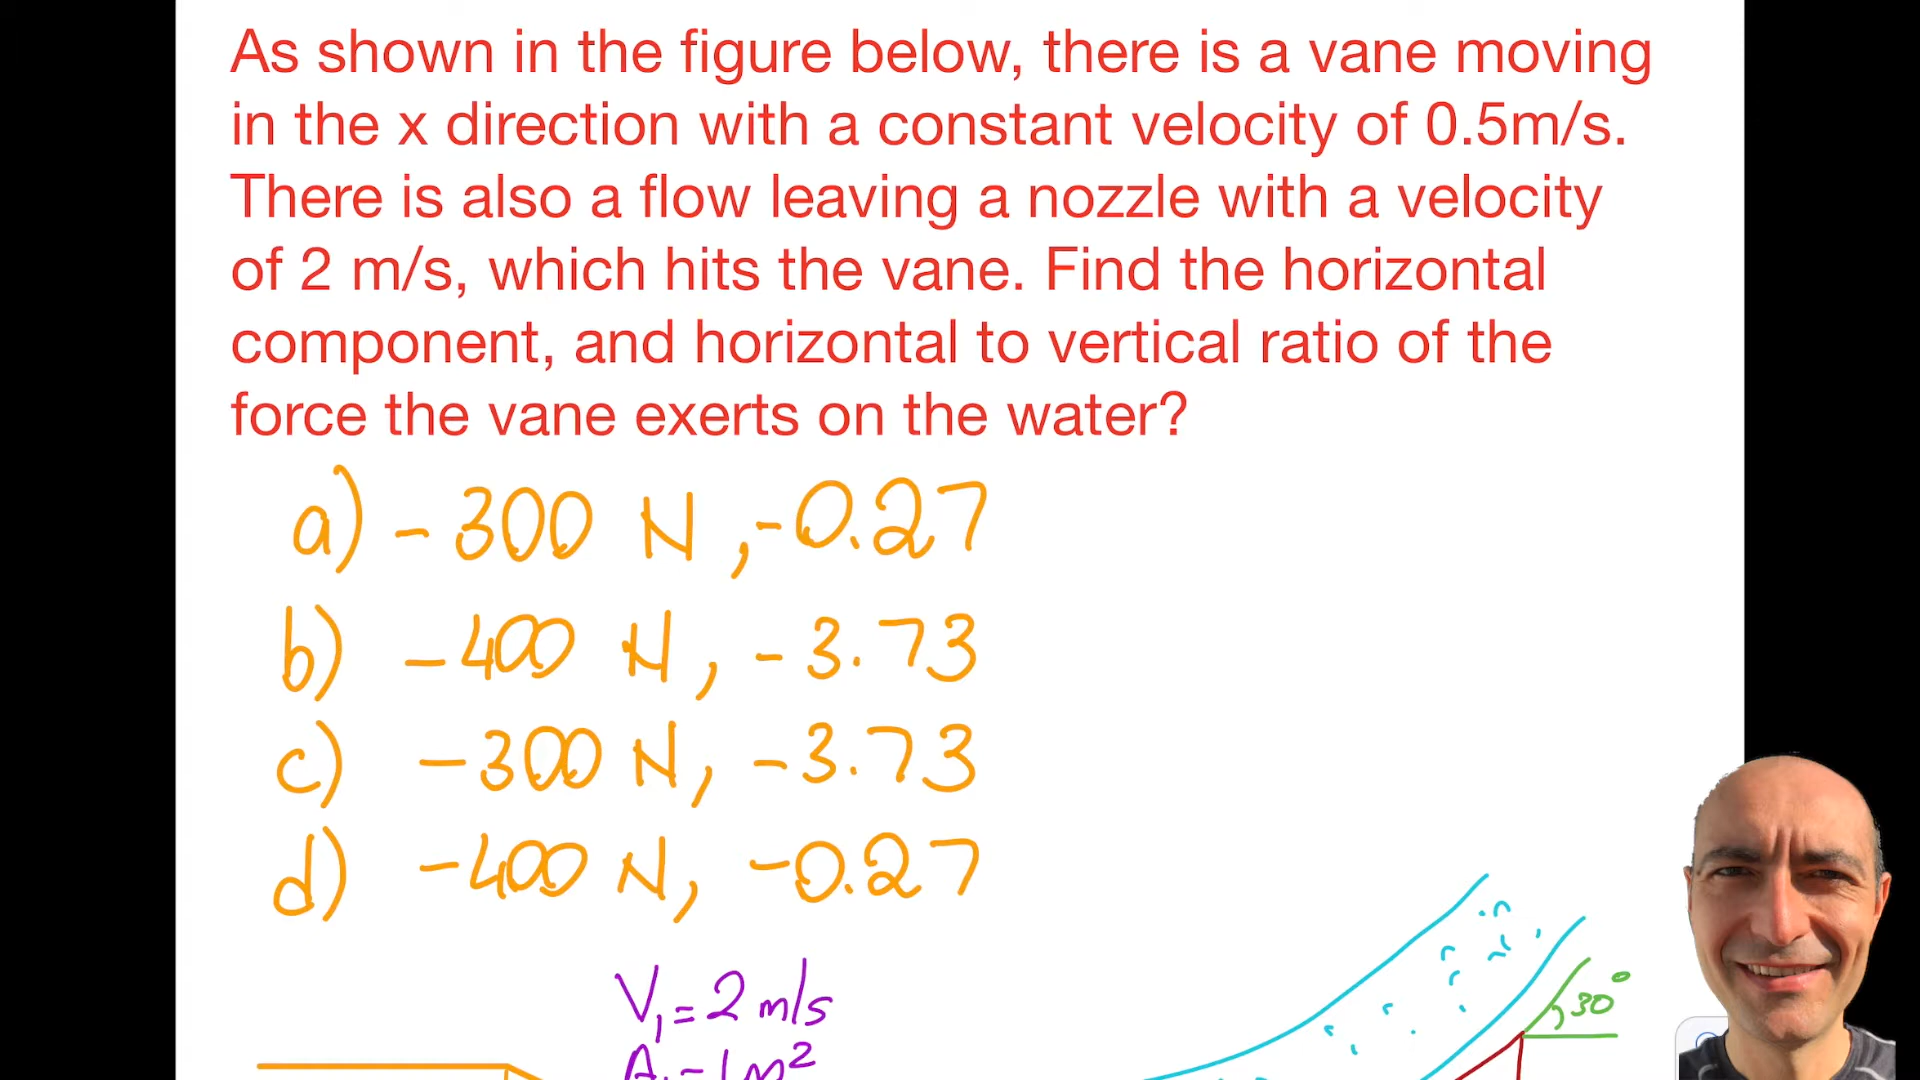 As shown in the figure below, there is a vane moving
in the x direction with a constant velocity of 0.5m/s.
There is also a flow leaving a nozzle with a velocity
of 2 m/s, which hits the vane. Find the horizontal
component, and horizontal to vertical ratio of the
force the vane exerts on the water?
a) -300 N, -0.27
b) -400 N, -3.73
c) -300 N, -3.73
d) -400 N, -0.27
V₁ = 2 m/s
A₁ = 1m²
30°